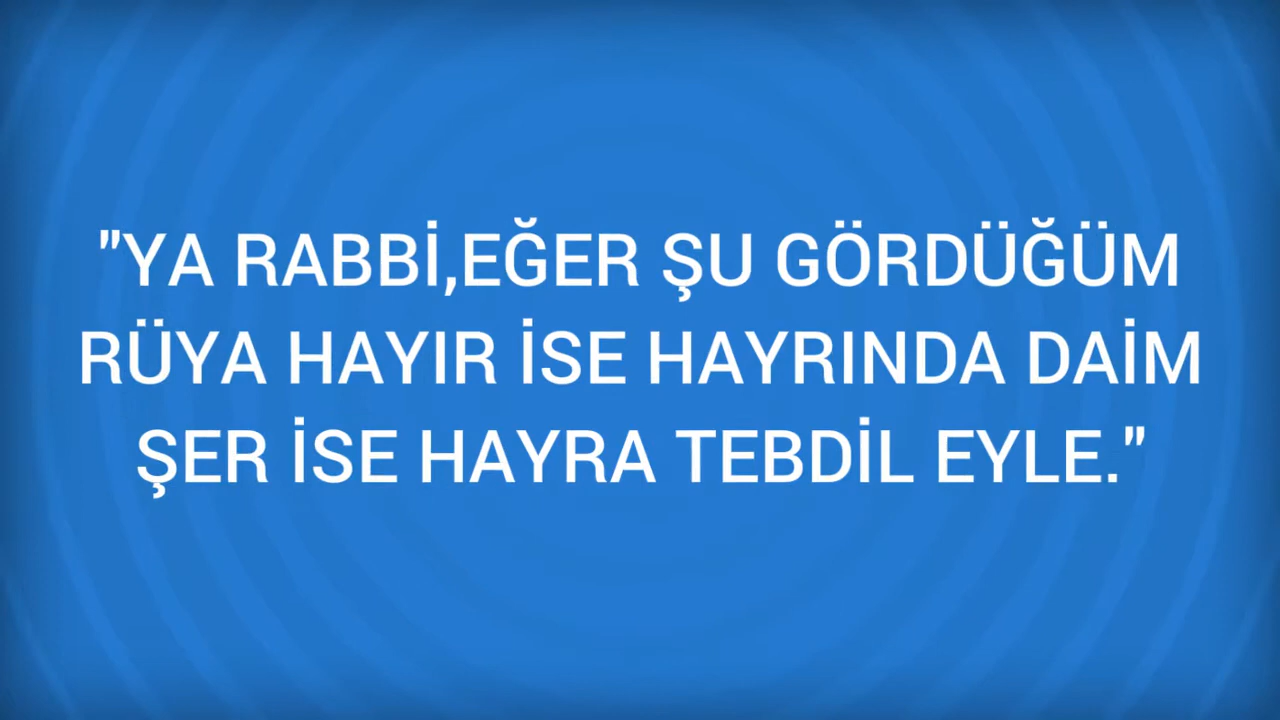 "YA RABBİ,EĞER ŞU GÖRDÜĞÜM
RÜYA HAYIR İSE HAYRINDA DAİM
ŞER İSE HAYRA TEBDİL EYLE."